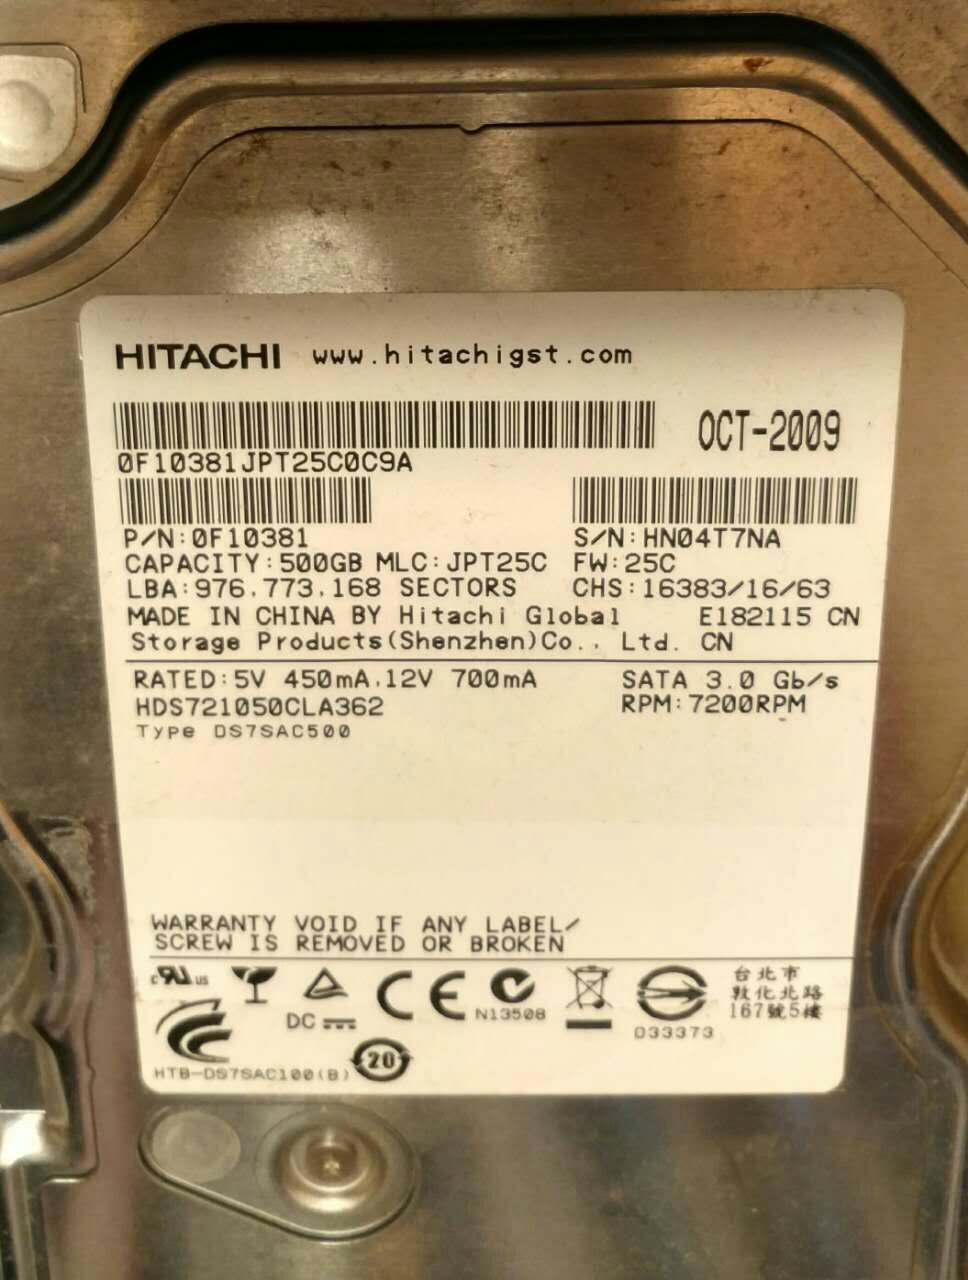 HITACHI www.hitachigst.com
OCT-2009
0F10381JPT25C0C9A
P/N:0F10381 S/N:HN04T7NA
CAPACITY:500GB MLC:JPT25C FW:25C
LBA:976,773,168 SECTORS CHS:16383/16/63
MADE IN CHINA BY Hitachi Global E182115 CN
Storage Products(Shenzhen)Co., Ltd. CN
RATED:5V 450mA,12V 700mA SATA 3.0 Gb/s
HDS721050CLA362 RPM:7200RPM
Type DS7SAC500
WARRANTY VOID IF ANY LABEL/
SCREW IS REMOVED OR BROKEN
c RU us
CE
N13508
DC
D33373
台北市
敦化北路
167號5樓
HTB-DS7SAC100(B)
20